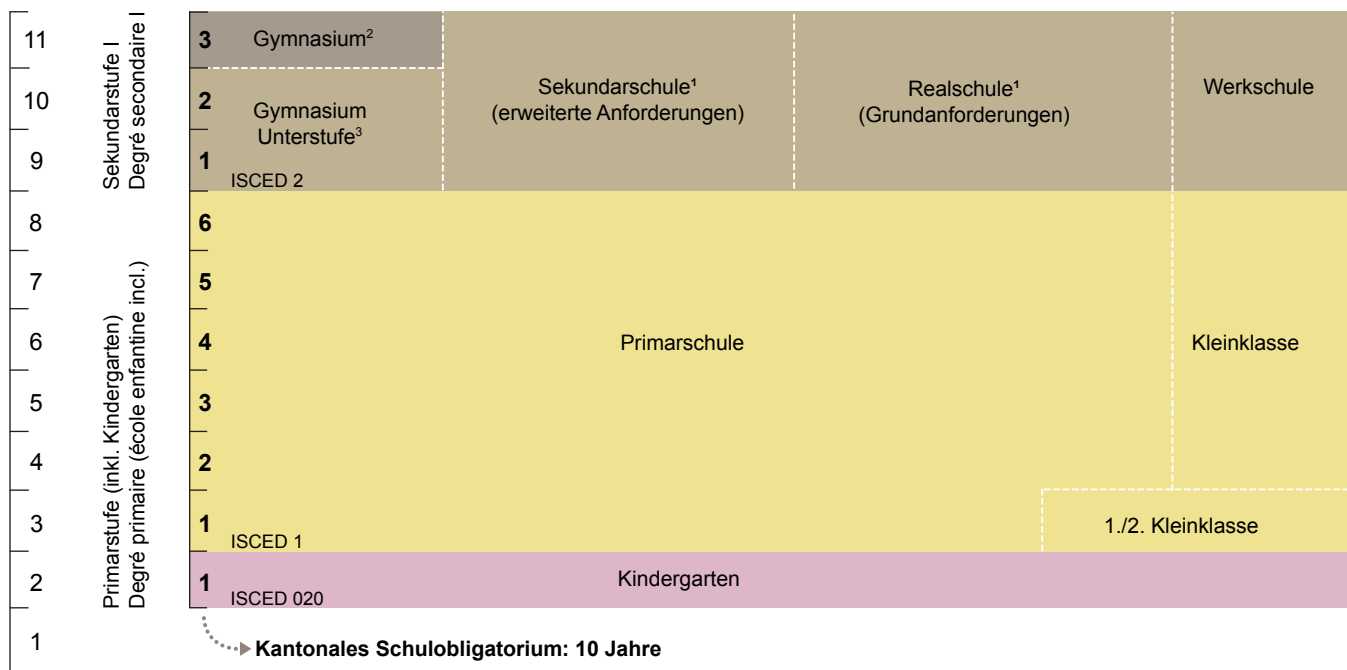 11
10
9
8
7
6
5
4
3
2
1
Sekundarstufe I
Degré secondaire I
Primarstufe (inkl. Kindergarten)
Degré primaire (école enfantine incl.)
3
2
1
6
5
4
3
2
1
1
Gymnasium²
Gymnasium
Unterstufe³
ISCED 2
Sekundarschule¹
(erweiterte Anforderungen)
Realschule¹
(Grundanforderungen)
Werkschule
Primarschule
Kleinklasse
1./2. Kleinklasse
ISCED 1
Kindergarten
ISCED 020
Kantonales Schulobligatorium: 10 Jahre